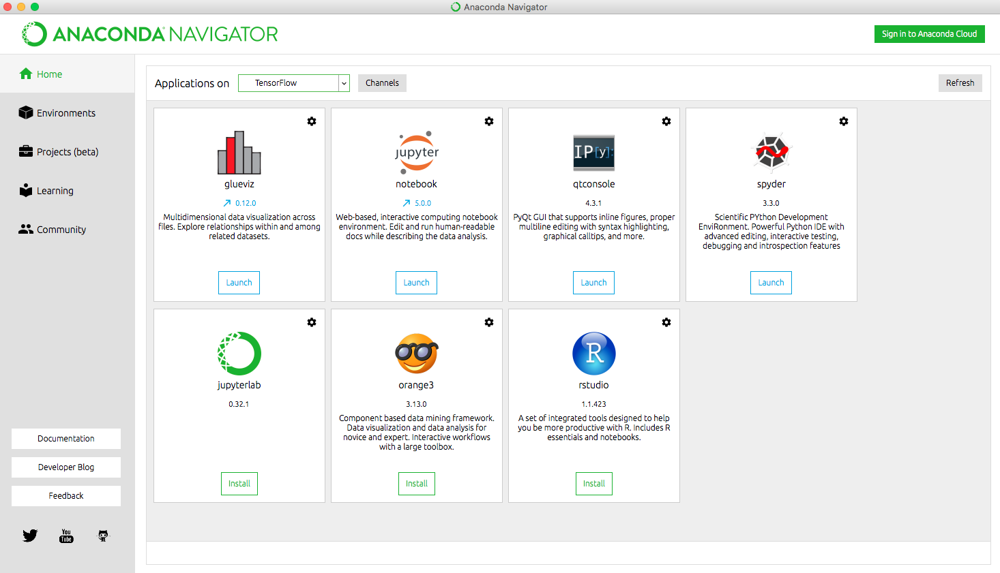 Anaconda Navigator
ANACONDA NAVIGATOR
Sign in to Anaconda Cloud
Home
Environments
Projects (beta)
Learning
Community
Documentation
Developer Blog
Feedback
You
Tube
Applications on
TensorFlow
Channels
Refresh
glueviz
0.12.0
Multidimensional data visualization across
files. Explore relationships within and among
related datasets.
Launch
jupyter
notebook
5.0.0
Web-based, interactive computing notebook
environment. Edit and run human-readable
docs while describing the data analysis.
Launch
IP[y]:
qtconsole
4.3.1
PyQt GUI that supports inline figures, proper
multiline editing with syntax highlighting,
graphical calltips, and more.
Launch
spyder
3.3.0
Scientific PYthon Development
EnviRonment. Powerful Python IDE with
advanced editing, interactive testing,
debugging and introspection features
Launch
jupyterlab
0.32.1
Install
orange3
3.13.0
Component based data mining framework.
Data visualization and data analysis for
novice and expert. Interactive workflows
with a large toolbox.
Install
R
rstudio
1.1.423
A set of integrated tools designed to help
you be more productive with R. Includes R
essentials and notebooks.
Install